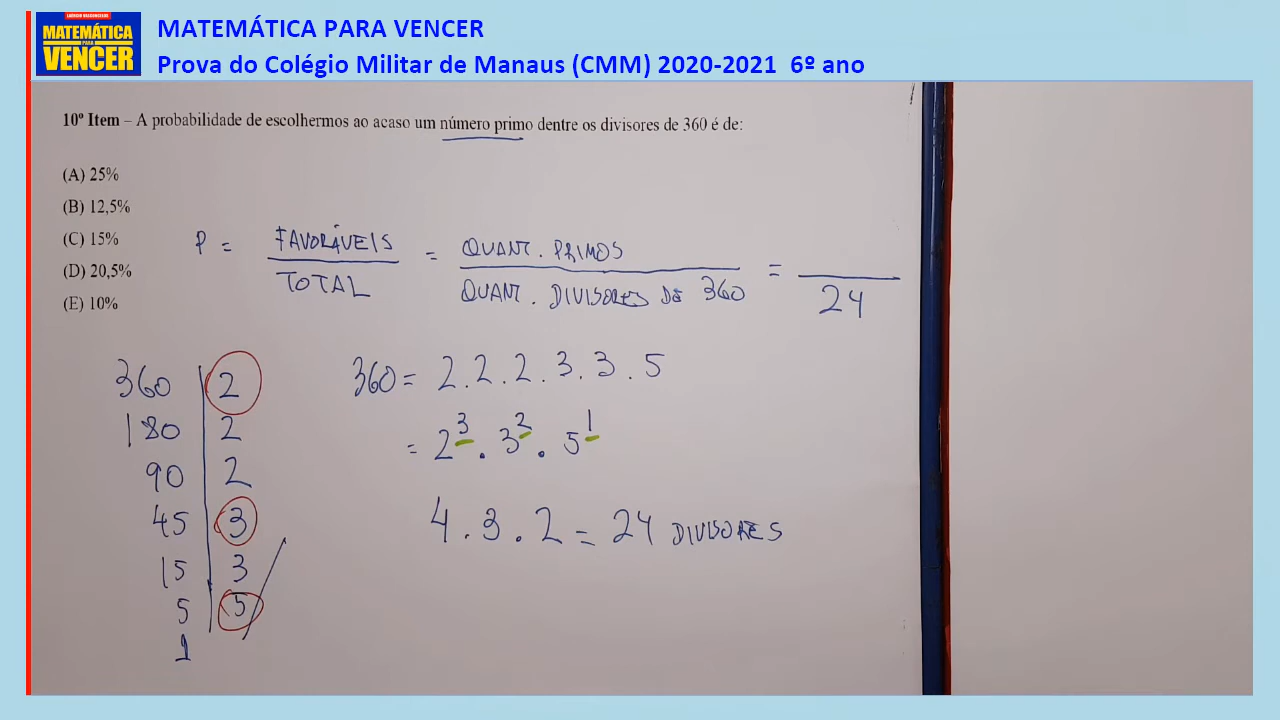 LAÉRCIO VASCONCELOS
MATEMÁTICA
PARA
VENCER
MATEMÁTICA PARA VENCER
Prova do Colégio Militar de Manaus (CMM) 2020-2021 6º ano
10º Item – A probabilidade de escolhermos ao acaso um número primo dentre os divisores de 360 é de:
(A) 25%
(B) 12,5%
(C) 15%
(D) 20,5%
(E) 10%
P = FAVORÁVEIS / TOTAL = QUANT. PRIMOS / QUANT. DIVISORES DE 360 = / 24
360 | 2
180 | 2
90 | 2
45 | 3
15 | 3
5 | 5
1
360 = 2.2.2.3.3.5
= 2³.3².5¹
4.3.2 = 24 DIVISORES